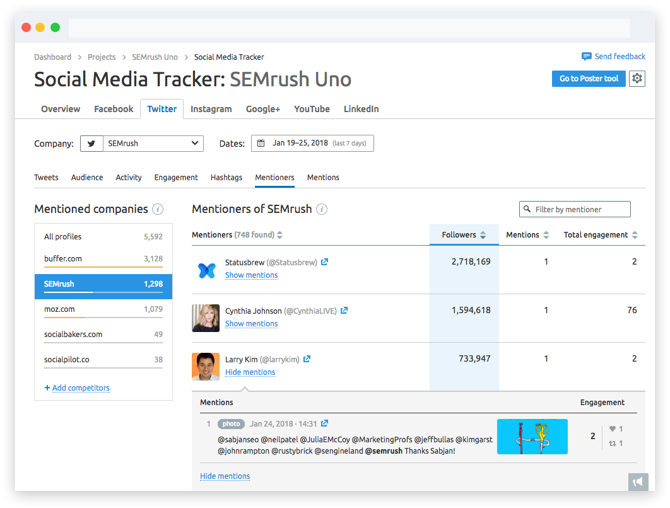 Dashboard > Projects > SEMrush Uno > Social Media Tracker
Send feedback
Social Media Tracker: SEMrush Uno
Go to Poster tool
Overview Facebook Twitter Instagram Google+ YouTube LinkedIn
Company: SEMrush Dates: Jan 19–25, 2018 (last 7 days)
Tweets Audience Activity Engagement Hashtags Mentioners Mentions
Mentioned companies i
All profiles 5,592
buffer.com 3,128
SEMrush 1,298
moz.com 1,079
socialbakers.com 49
socialpilot.co 38
+ Add competitors
Mentioners of SEMrush i
Filter by mentioner
Mentioners (748 found) Followers Mentions Total engagement
Statusbrew (@Statusbrew) 2,718,169 1 2
Show mentions
Cynthia Johnson (@CynthiaLIVE) 1,594,618 1 76
Show mentions
Larry Kim (@larrykim) 733,947 1 2
Hide mentions
Mentions Engagement
1 photo Jan 24, 2018 - 14:31
@sabjanseo @neilpatel @JuliaEMcCoy @MarketingProfs @jeffbullas @kimgarst
@johnrampton @rustybrick @sengineland @semrush Thanks Sabjan!
2 1
1
Hide mentions